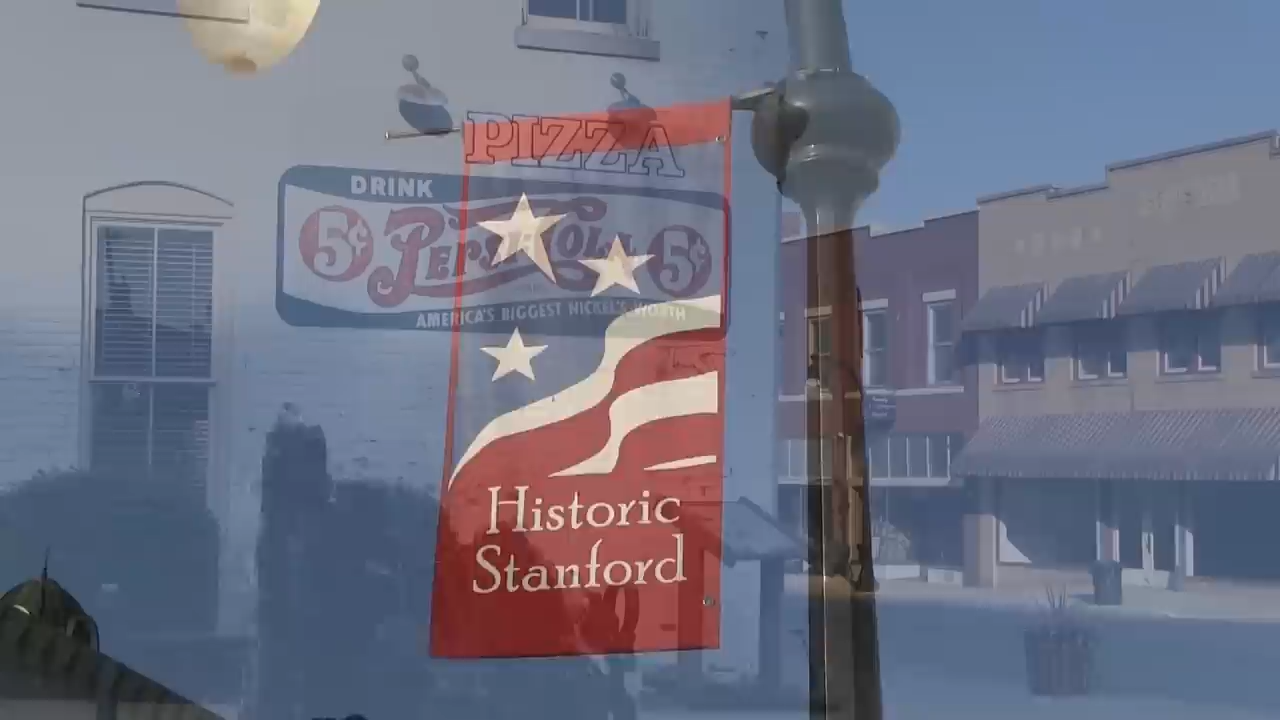 PIZZA
DRINK
5¢ Pepsi-Cola 5¢
AMERICA'S BIGGEST NICKEL'S WORTH
Historic
Stanford